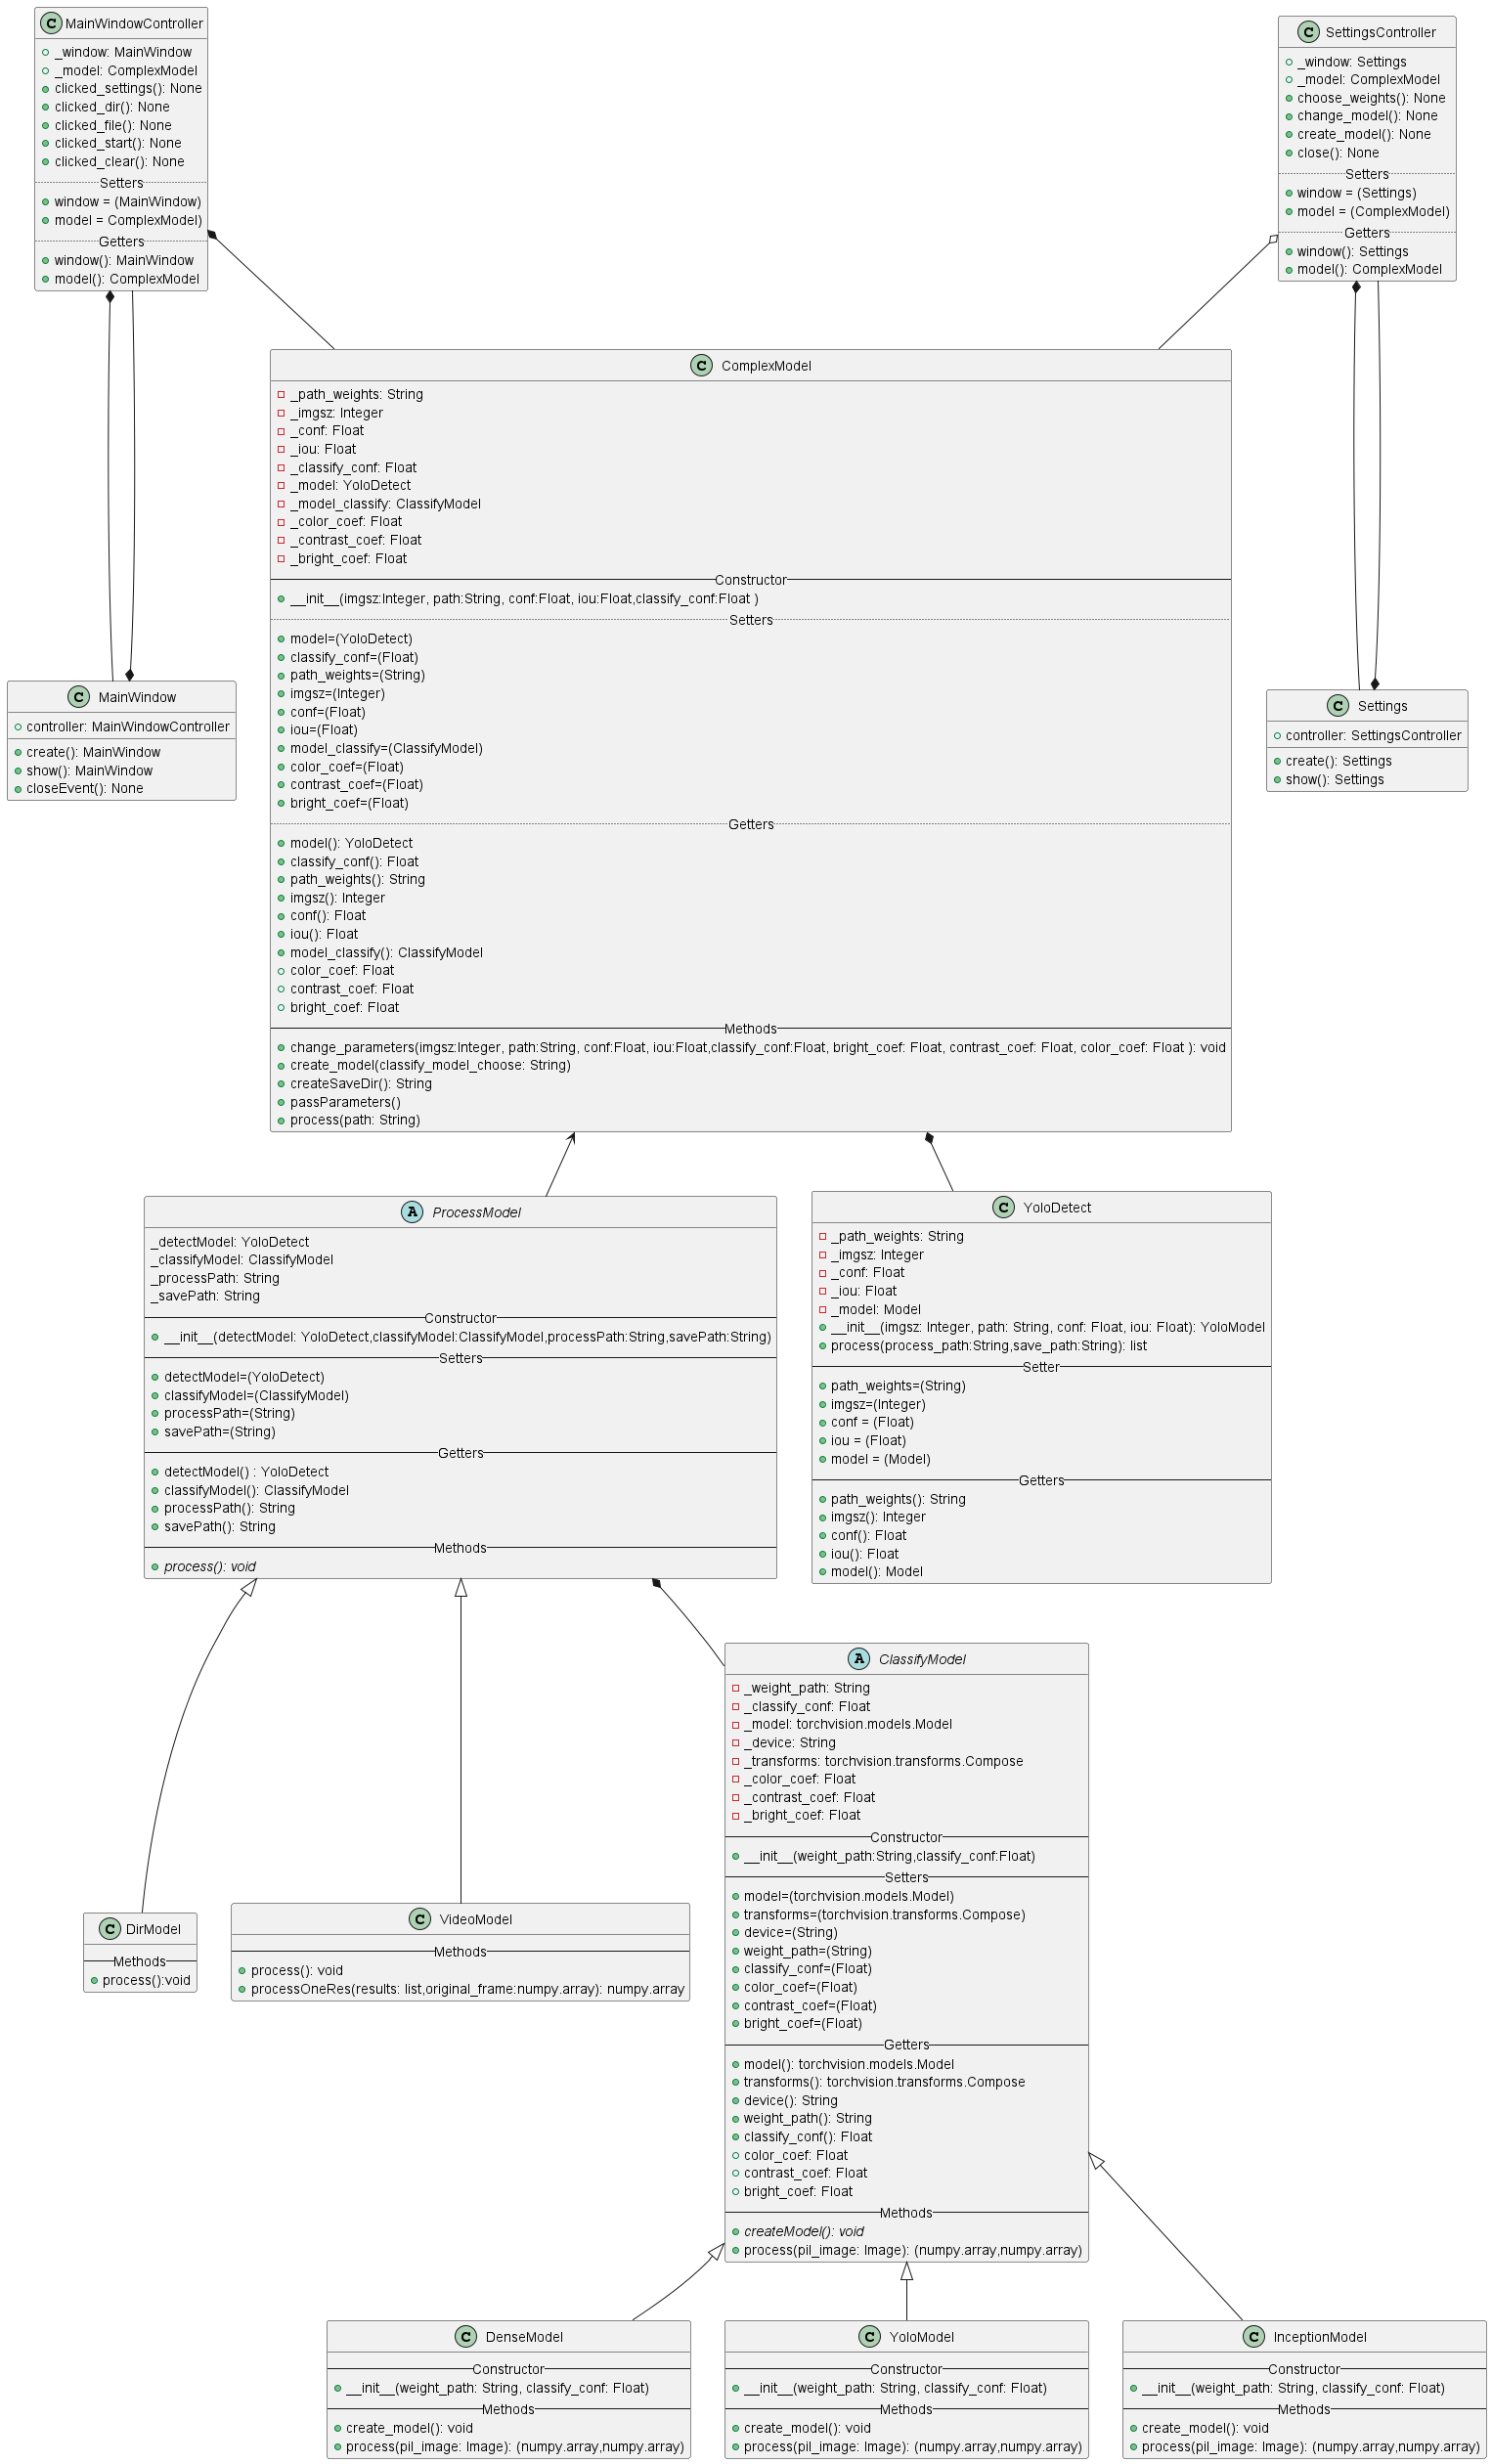 C MainWindowController
_window: MainWindow
_model: ComplexModel
clicked_settings(): None
clicked_dir(): None
clicked_file(): None
clicked_start(): None
clicked_clear(): None
Setters
window = (MainWindow)
model = ComplexModel)
Getters
window(): MainWindow
model(): ComplexModel
C SettingsController
_window: Settings
_model: ComplexModel
choose_weights(): None
change_model(): None
create_model(): None
close(): None
Setters
window = (Settings)
model = (ComplexModel)
Getters
window(): Settings
model(): ComplexModel
C ComplexModel
_path_weights: String
_imgsz: Integer
_conf: Float
_iou: Float
_classify_conf: Float
_model: YoloDetect
_model_classify: ClassifyModel
_color_coef: Float
_contrast_coef: Float
_bright_coef: Float
Constructor
__init__(imgsz:Integer, path:String, conf:Float, iou:Float,classify_conf:Float )
Setters
model=(YoloDetect)
classify_conf=(Float)
path_weights=(String)
imgsz=(Integer)
conf=(Float)
iou=(Float)
model_classify=(ClassifyModel)
color_coef=(Float)
contrast_coef=(Float)
bright_coef=(Float)
Getters
model(): YoloDetect
classify_conf(): Float
path_weights(): String
imgsz(): Integer
conf(): Float
iou(): Float
model_classify(): ClassifyModel
color_coef: Float
contrast_coef: Float
bright_coef: Float
Methods
change_parameters(imgsz:Integer, path:String, conf:Float, iou:Float,classify_conf:Float, bright_coef: Float, contrast_coef: Float, color_coef: Float ): void
create_model(classify_model_choose: String)
createSaveDir(): String
passParameters()
process(path: String)
C MainWindow
controller: MainWindowController
create(): MainWindow
show(): MainWindow
closeEvent(): None
C Settings
controller: SettingsController
create(): Settings
show(): Settings
A ProcessModel
_detectModel: YoloDetect
_classifyModel: ClassifyModel
_processPath: String
_savePath: String
Constructor
__init__(detectModel: YoloDetect,classifyModel:ClassifyModel,processPath:String,savePath:String)
Setters
detectModel=(YoloDetect)
classifyModel=(ClassifyModel)
processPath=(String)
savePath=(String)
Getters
detectModel() : YoloDetect
classifyModel(): ClassifyModel
processPath(): String
savePath(): String
Methods
process(): void
C YoloDetect
_path_weights: String
_imgsz: Integer
_conf: Float
_iou: Float
_model: Model
__init__(imgsz: Integer, path: String, conf: Float, iou: Float): YoloModel
process(process_path:String,save_path:String): list
Setter
path_weights=(String)
imgsz=(Integer)
conf = (Float)
iou = (Float)
model = (Model)
Getters
path_weights(): String
imgsz(): Integer
conf(): Float
iou(): Float
model(): Model
A ClassifyModel
_weight_path: String
_classify_conf: Float
_model: torchvision.models.Model
_device: String
_transforms: torchvision.transforms.Compose
_color_coef: Float
_contrast_coef: Float
_bright_coef: Float
Constructor
__init__(weight_path:String,classify_conf:Float)
Setters
model=(torchvision.models.Model)
transforms=(torchvision.transforms.Compose)
device=(String)
weight_path=(String)
classify_conf=(Float)
color_coef=(Float)
contrast_coef=(Float)
bright_coef=(Float)
Getters
model(): torchvision.models.Model
transforms(): torchvision.transforms.Compose
device(): String
weight_path(): String
classify_conf(): Float
color_coef: Float
contrast_coef: Float
bright_coef: Float
Methods
createModel(): void
process(pil_image: Image): (numpy.array,numpy.array)
C DirModel
Methods
process():void
C VideoModel
Methods
process(): void
processOneRes(results: list,original_frame:numpy.array): numpy.array
C DenseModel
Constructor
__init__(weight_path: String, classify_conf: Float)
Methods
create_model(): void
process(pil_image: Image): (numpy.array,numpy.array)
C YoloModel
Constructor
__init__(weight_path: String, classify_conf: Float)
Methods
create_model(): void
process(pil_image: Image): (numpy.array,numpy.array)
C InceptionModel
Constructor
__init__(weight_path: String, classify_conf: Float)
Methods
create_model(): void
process(pil_image: Image): (numpy.array,numpy.array)